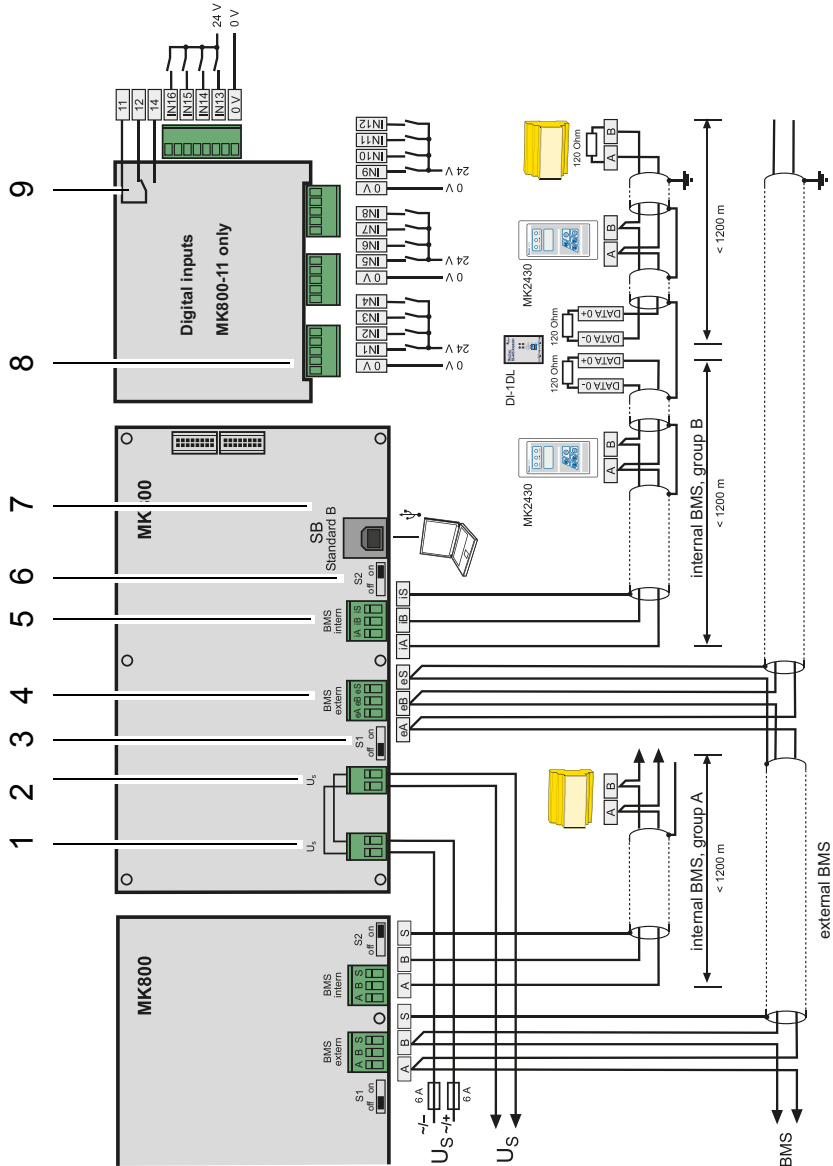 1
2
3
4
5
6
7
8
9
MK800
S1
off on
BMS
extern
A B S
BMS
intern
A B S
S2
off on
Us
Us
S1
off on
BMS
extern
eA eB eS
BMS
intern
iA iB iS
S2
off on
SB
Standard B
Digital inputs
MK800-11 only
11
12
14
IN16
IN15
IN14
IN13
0 V
24 V
0 V
0 V
IN1
IN2
IN3
IN4
0 V
24 V
0 V
IN5
IN6
IN7
IN8
0 V
24 V
0 V
IN9
IN10
IN11
IN12
0 V
24 V
A
B
S
A
B
S
eA
eB
eS
iA
iB
iS
6 A
6 A
~/–
US ~/+
US
BMS
A
B
internal BMS, group A
< 1200 m
external BMS
MK2430
A
B
internal BMS, group B
< 1200 m
DI-1DL
120 Ohm
DATA 0-
DATA 0+
120 Ohm
DATA 0-
DATA 0+
MK2430
A
B
120 Ohm
A
B
< 1200 m